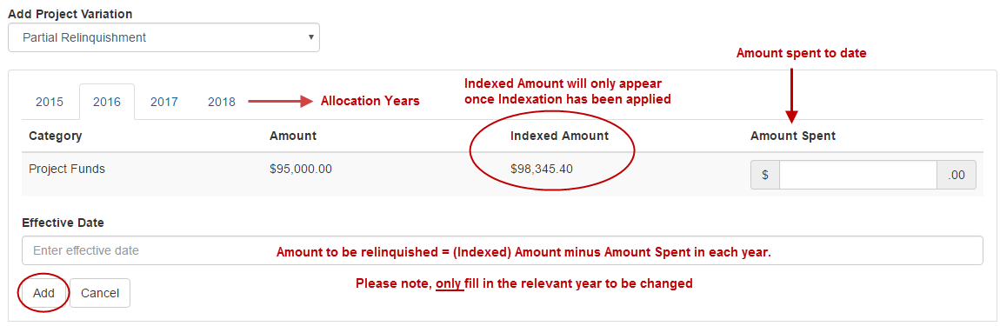 Add Project Variation
Partial Relinquishment
Amount spent to date
2015 2016 2017 2018 Allocation Years
Indexed Amount will only appear
once Indexation has been applied
Category Amount Indexed Amount Amount Spent
Project Funds $95,000.00 $98,345.40 $ .00
Effective Date
Enter effective date
Amount to be relinquished = (Indexed) Amount minus Amount Spent in each year.
Please note, only fill in the relevant year to be changed
Add Cancel